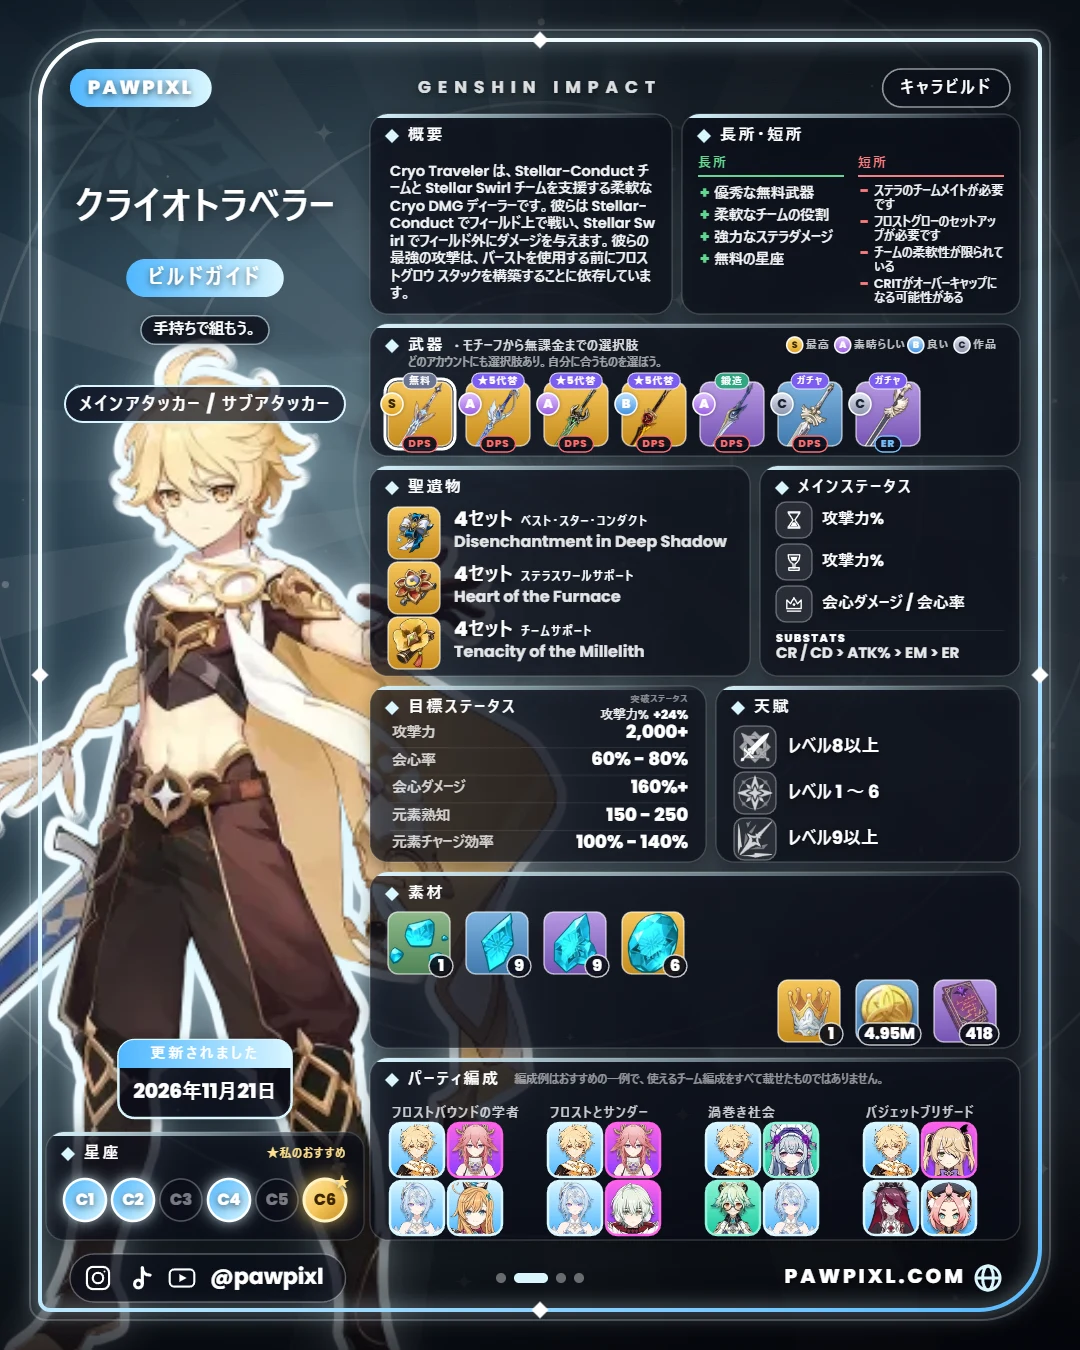 PAWPIXL
GENSHIN IMPACT
キャラビルド
クライオトラベラー
ビルドガイド
手持ちで組もう。
メインアタッカー / サブアタッカー
概要
Cryo Traveler は、Stellar-Conduct チ
ームと Stellar Swirl チームを支援する柔軟な
Cryo DMG ディーラーです。彼らは Stellar-
Conduct でフィールド上で戦い、Stellar Sw
irl でフィールド外にダメージを与えます。彼らの
最強の攻撃は、バーストを使用する前にフロス
トグロウ スタックを構築することに依存していま
す。
長所・短所
長所
優秀な無料武器
柔軟なチームの役割
強力なステラダメージ
無料の星座
短所
ステラのチームメイトが必要
です
フロストグローのセットアッ
プが必要です
チームの柔軟性が限られて
いる
CRITがオーバーキャップに
なる可能性がある
武器 ・モチーフから無課金までの選択肢
S 最高 A 素晴らしい B 良い C 作品
どのアカウントにも選択肢あり。自分に合うものを選ぼう。
無料 ★5代替 ★5代替 ★5代替 鍛造 ガチャ ガチャ
S A A B A C C
DPS DPS DPS DPS DPS DPS ER
聖遺物
4セット ベスト・スター・コンダクト
Disenchantment in Deep Shadow
4セット ステラスワールサポート
Heart of the Furnace
4セット チームサポート
Tenacity of the Millelith
メインステータス
攻撃力%
攻撃力%
会心ダメージ / 会心率
SUBSTATS
CR / CD > ATK% > EM > ER
目標ステータス
突破ステータス
攻撃力% +24%
攻撃力 2,000+
会心率 60% – 80%
会心ダメージ 160%+
元素熟知 150 – 250
元素チャージ効率 100% – 140%
天賦
レベル8以上
レベル 1 ～ 6
レベル9以上
素材
1 9 9 6
1 4.95M 418
パーティ編成 編成例はおすすめの一例で、使えるチーム編成をすべて載せたものではありません。
フロストバウンドの学者
フロストとサンダー
渦巻き社会
バジェットブリザード
更新されました
2026年11月21日
星座
★私のおすすめ
C1 C2 C3 C4 C5 C6
@pawpixl
PAWPIXL.COM